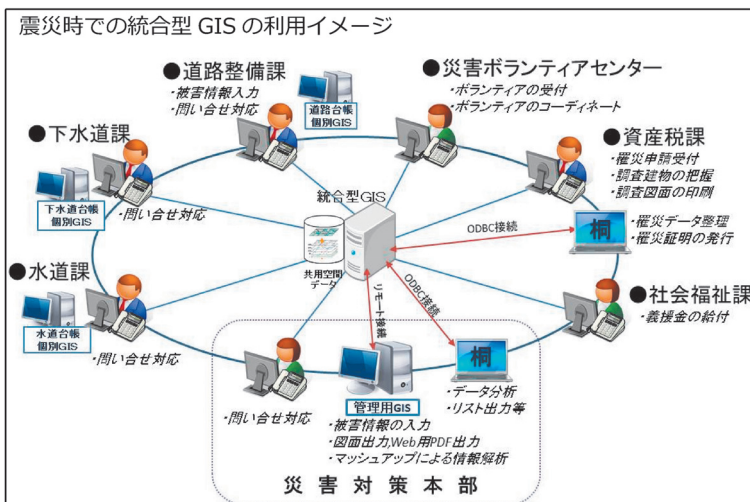 震災時での統合型 GIS の利用イメージ
●道路整備課
・被害情報入力
・問い合せ対応
道路台帳
個別GIS
●災害ボランティアセンター
・ボランティアの受付
・ボランティアのコーディネート
●下水道課
下水道台帳
個別GIS
・問い合せ対応
●資産税課
・罹災申請受付
・調査建物の把握
・調査図面の印刷
統合型GIS
共用空間
データ
ODBC接続
桐
・罹災データ整理
・罹災証明の発行
●水道課
水道台帳
個別GIS
・問い合せ対応
リモート接続
ODBC接続
●社会福祉課
・義援金の給付
・問い合せ対応
管理用GIS
・被害情報の入力
・図面出力,Web用PDF出力
・マッシュアップによる情報解析
桐
・データ分析
・リスト出力等
災害対策本部